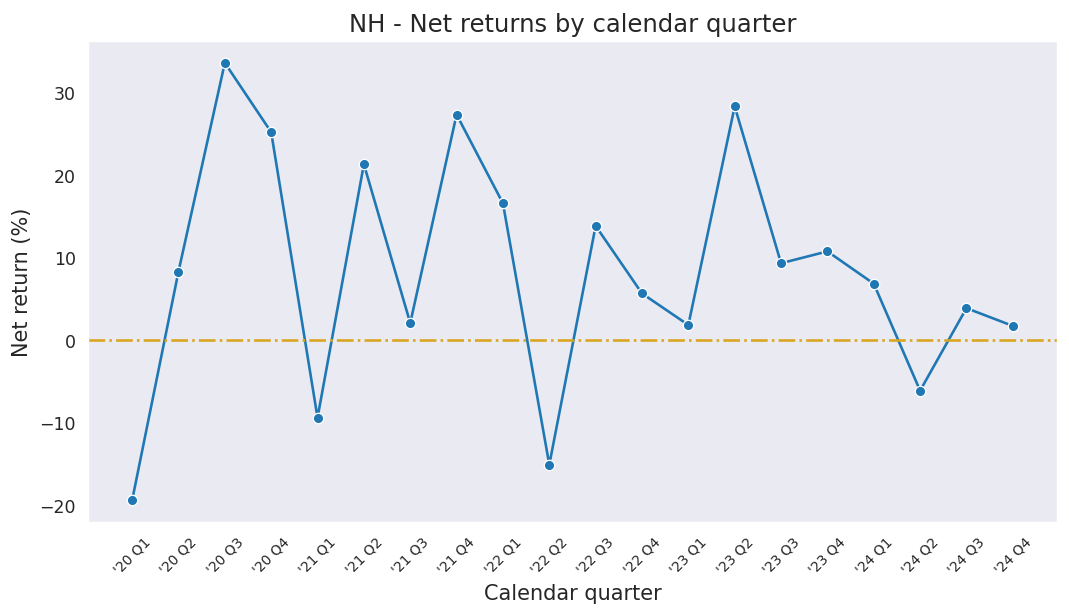 NH - Net returns by calendar quarter
Net return (%)
30
20
10
0
−10
−20
'20 Q1
'20 Q2
'20 Q3
'20 Q4
'21 Q1
'21 Q2
'21 Q3
'21 Q4
'22 Q1
'22 Q2
'22 Q3
'22 Q4
'23 Q1
'23 Q2
'23 Q3
'23 Q4
'24 Q1
'24 Q2
'24 Q3
'24 Q4
Calendar quarter